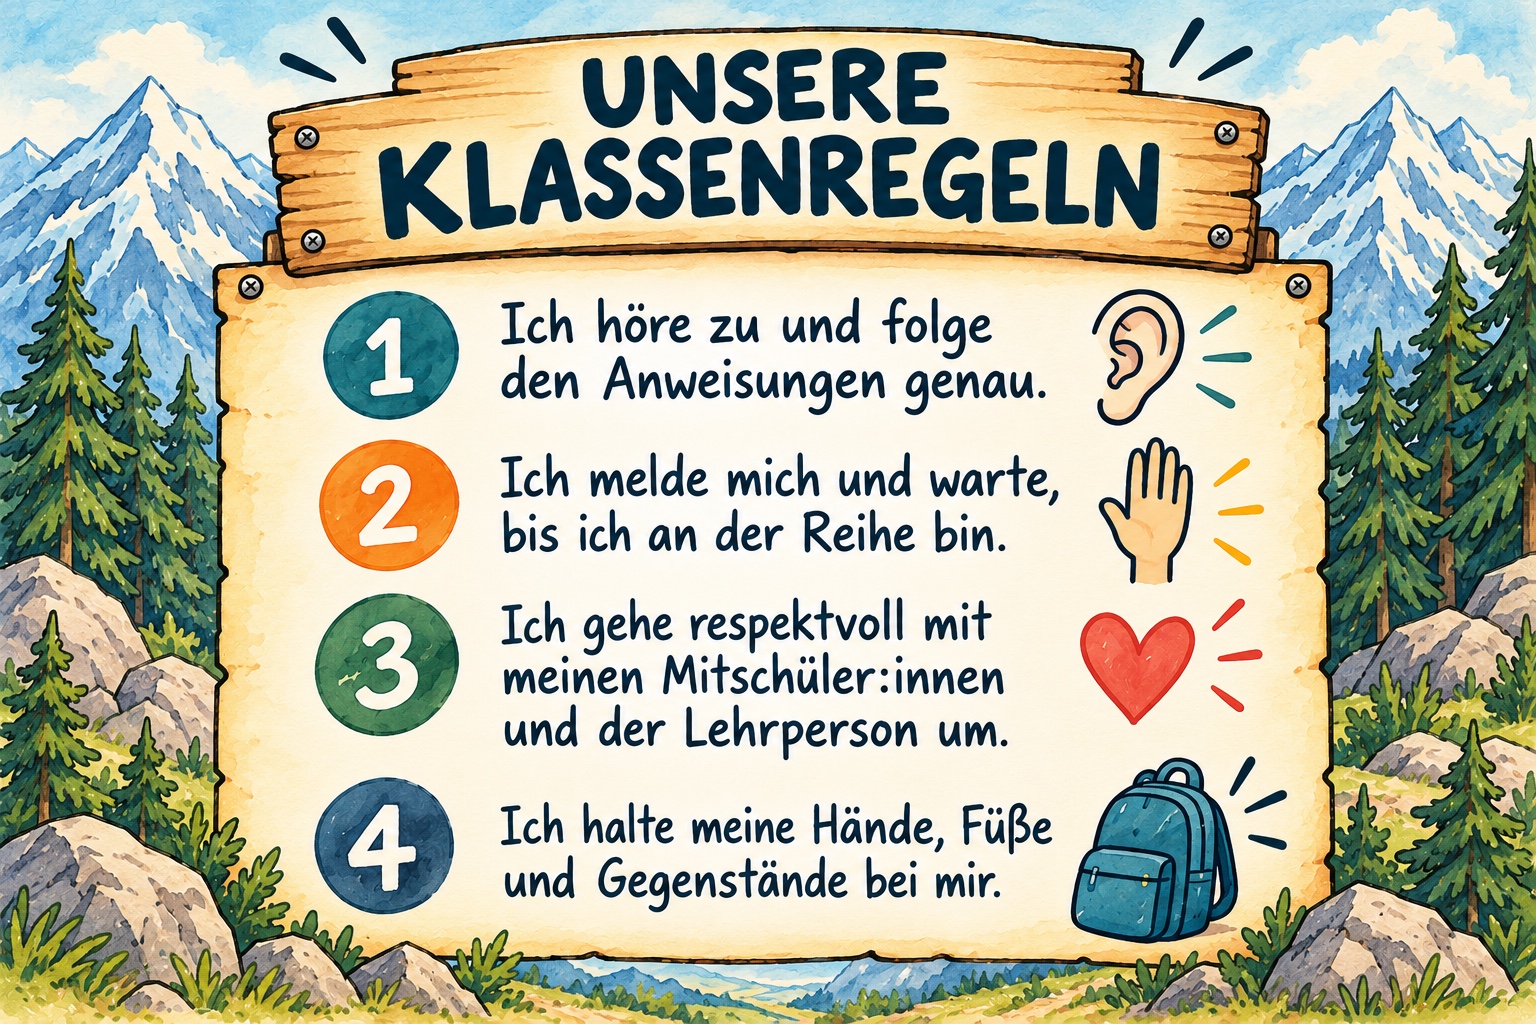 UNSERE
KLASSENREGELN
1
Ich höre zu und folge
den Anweisungen genau.
2
Ich melde mich und warte,
bis ich an der Reihe bin.
3
Ich gehe respektvoll mit
meinen Mitschüler:innen
und der Lehrperson um.
4
Ich halte meine Hände, Füße
und Gegenstände bei mir.